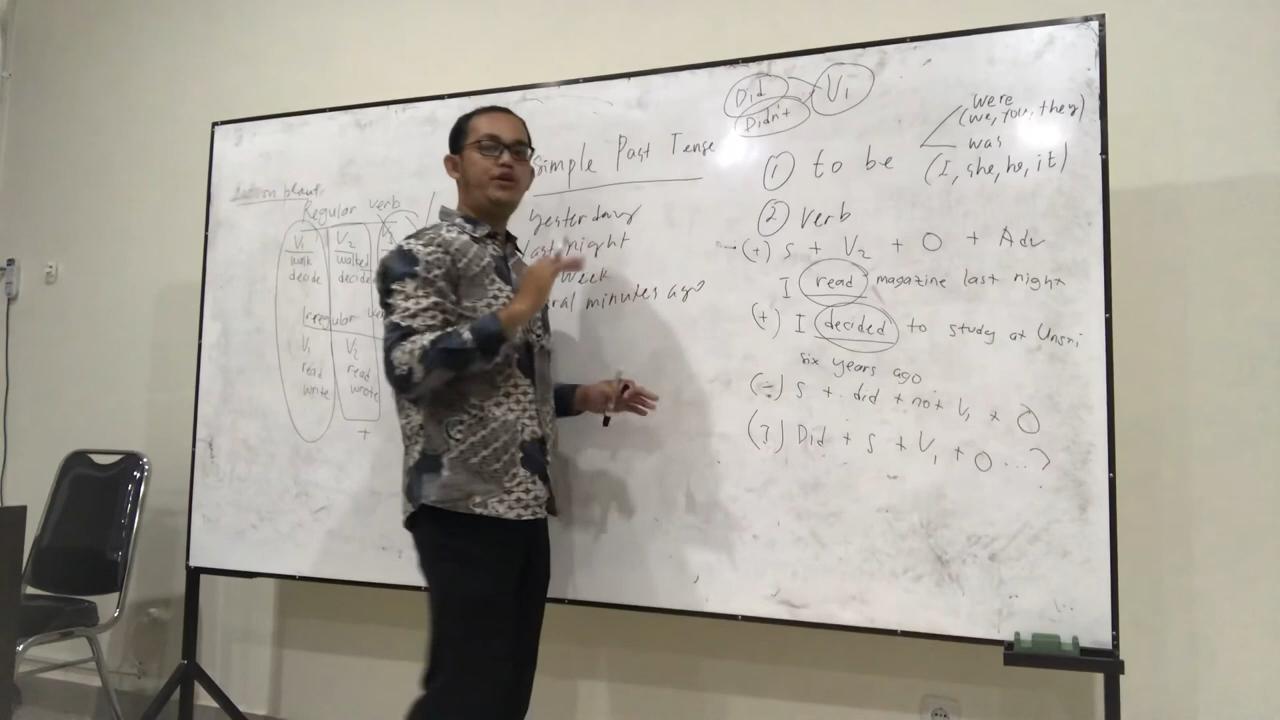 Regular verb
V1 V2
walk walked
decide decided
Irregular
V1 V2
read read
write wrote
+
Simple Past Tense
yesterday
last night
week
minutes ago
Did V1
Didn't
were
(we, you, they)
① to be
was
(I, she, he, it)
② verb
(+) S + V2 + O + Adv
I read magazine last night
(+) I decided to study at Unsri
six years ago
(-) S + did + not V1 + O
(?) Did + S + V1 + O ...?